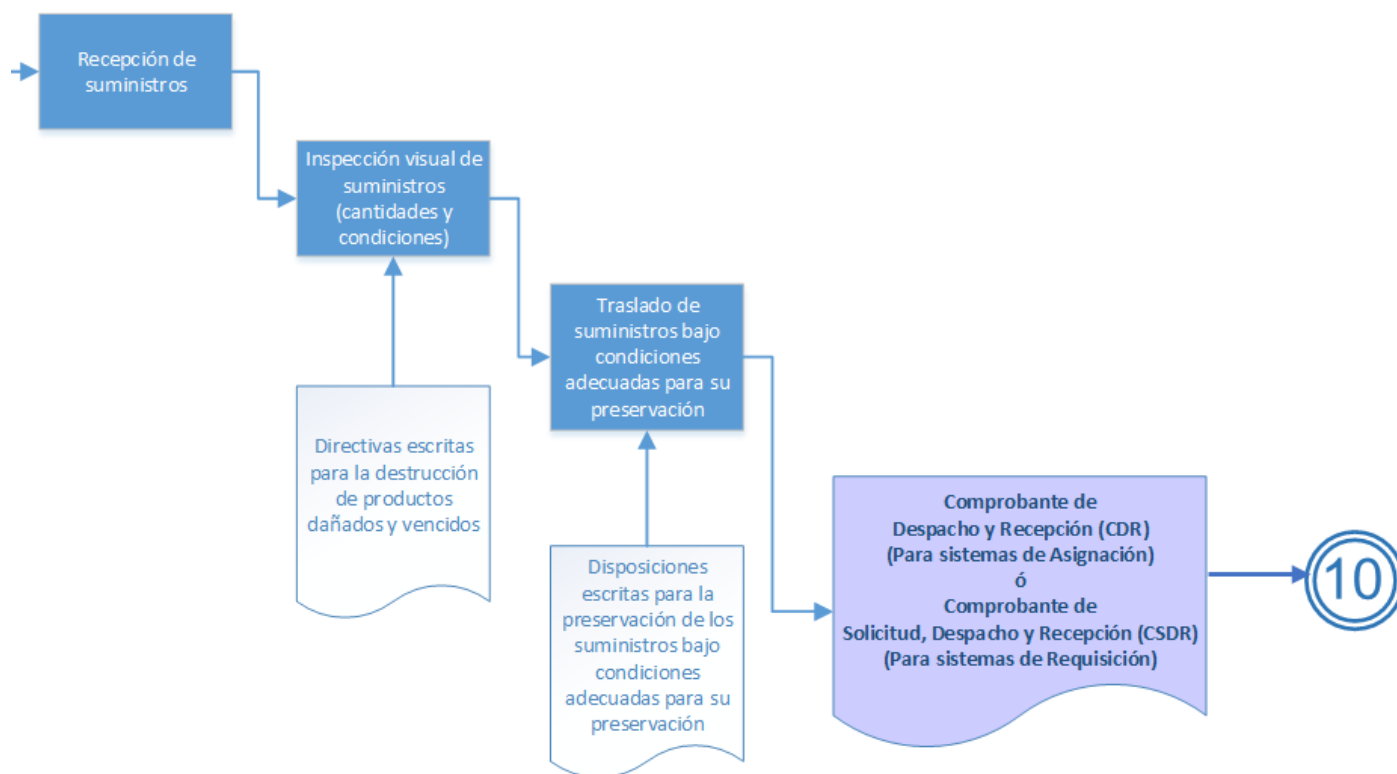 Recepción de
suministros
Inspección visual de
suministros
(cantidades y
condiciones)
Traslado de
suministros bajo
condiciones
adecuadas para su
preservación
Directivas escritas
para la destrucción
de productos
dañados y vencidos
Disposiciones
escritas para la
preservación de los
suministros bajo
condiciones
adecuadas para su
preservación
Comprobante de
Despacho y Recepción (CDR)
(Para sistemas de Asignación)
ó
Comprobante de
Solicitud, Despacho y Recepción (CSDR)
(Para sistemas de Requisición)
10